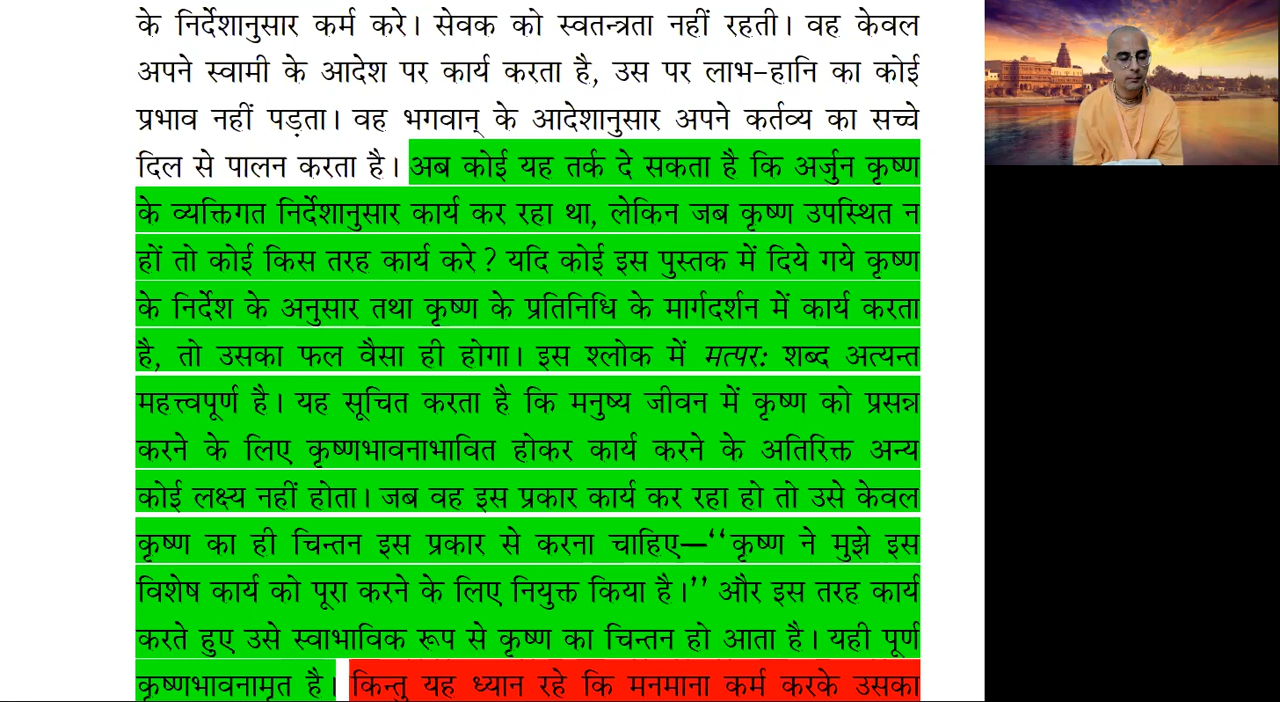 के निर्देशानुसार कर्म करे। सेवक को स्वतन्त्रता नहीं रहती। वह केवल
अपने स्वामी के आदेश पर कार्य करता है, उस पर लाभ-हानि का कोई
प्रभाव नहीं पड़ता। वह भगवान् के आदेशानुसार अपने कर्तव्य का सच्चे
दिल से पालन करता है। अब कोई यह तर्क दे सकता है कि अर्जुन कृष्ण
के व्यक्तिगत निर्देशानुसार कार्य कर रहा था, लेकिन जब कृष्ण उपस्थित न
हों तो कोई किस तरह कार्य करे? यदि कोई इस पुस्तक में दिये गये कृष्ण
के निर्देश के अनुसार तथा कृष्ण के प्रतिनिधि के मार्गदर्शन में कार्य करता
है, तो उसका फल वैसा ही होगा। इस श्लोक में मत्परः शब्द अत्यन्त
महत्त्वपूर्ण है। यह सूचित करता है कि मनुष्य जीवन में कृष्ण को प्रसन्न
करने के लिए कृष्णभावनाभावित होकर कार्य करने के अतिरिक्त अन्य
कोई लक्ष्य नहीं होता। जब वह इस प्रकार कार्य कर रहा हो तो उसे केवल
कृष्ण का ही चिन्तन इस प्रकार से करना चाहिए—‘‘कृष्ण ने मुझे इस
विशेष कार्य को पूरा करने के लिए नियुक्त किया है।’’ और इस तरह कार्य
करते हुए उसे स्वाभाविक रूप से कृष्ण का चिन्तन हो आता है। यही पूर्ण
कृष्णभावनामृत है। किन्तु यह ध्यान रहे कि मनमाना कर्म करके उसका